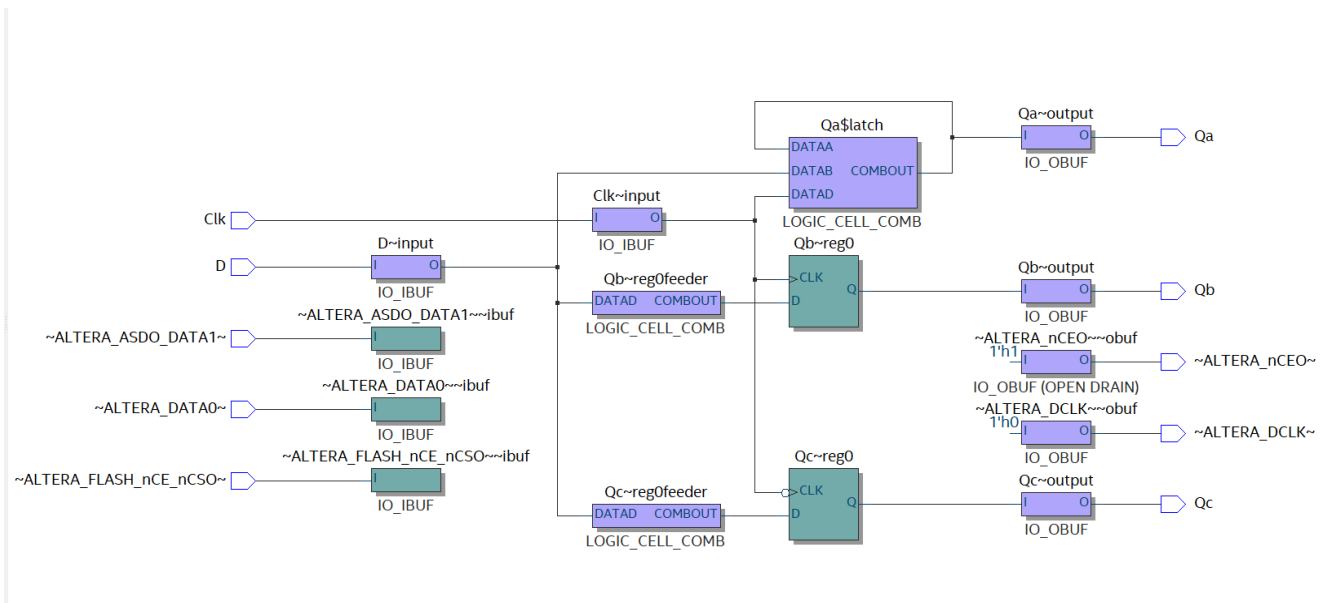 Qa$latch
DATAA
DATAB COMBOUT
DATAD
LOGIC_CELL_COMB
Qa~output
I O
IO_OBUF
Qa
Clk
Clk~input
I O
IO_IBUF
D
D~input
I O
IO_IBUF
Qb~reg0feeder
DATAD COMBOUT
LOGIC_CELL_COMB
Qb~reg0
CLK
D
Q
Qb~output
I O
IO_OBUF
Qb
~ALTERA_ASDO_DATA1~
~ALTERA_ASDO_DATA1~~ibuf
I
IO_IBUF
~ALTERA_nCEO~~obuf
1'h1
I O
IO_OBUF (OPEN DRAIN)
~ALTERA_nCEO~
~ALTERA_DATA0~
~ALTERA_DATA0~~ibuf
I
IO_IBUF
~ALTERA_DCLK~~obuf
1'h0
I O
IO_OBUF
~ALTERA_DCLK~
~ALTERA_FLASH_nCE_nCSO~
~ALTERA_FLASH_nCE_nCSO~~ibuf
I
IO_IBUF
Qc~reg0feeder
DATAD COMBOUT
LOGIC_CELL_COMB
Qc~reg0
CLK
D
Q
Qc~output
I O
IO_OBUF
Qc